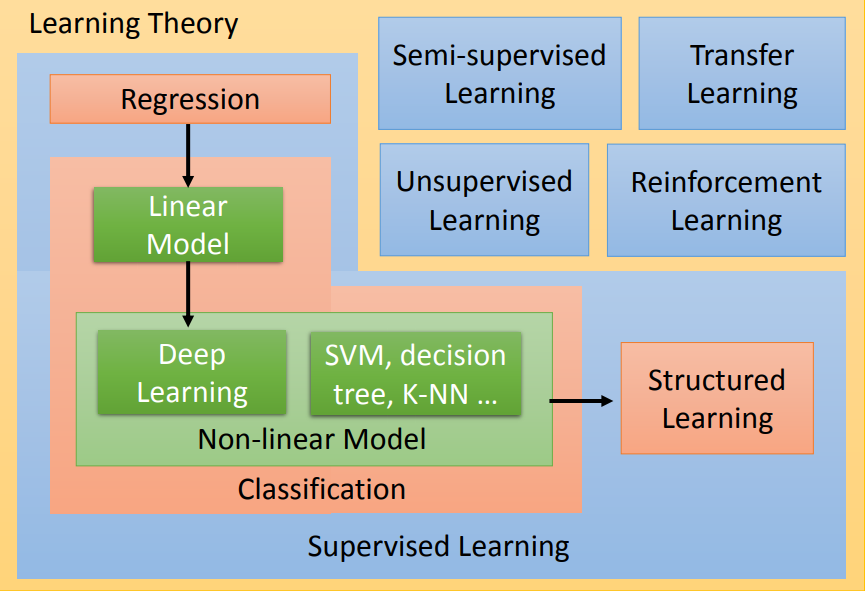 Learning Theory
Regression
Semi-supervised
Learning
Transfer
Learning
Unsupervised
Learning
Reinforcement
Learning
Linear
Model
Deep
Learning
SVM, decision
tree, K-NN ...
Non-linear Model
Classification
Structured
Learning
Supervised Learning